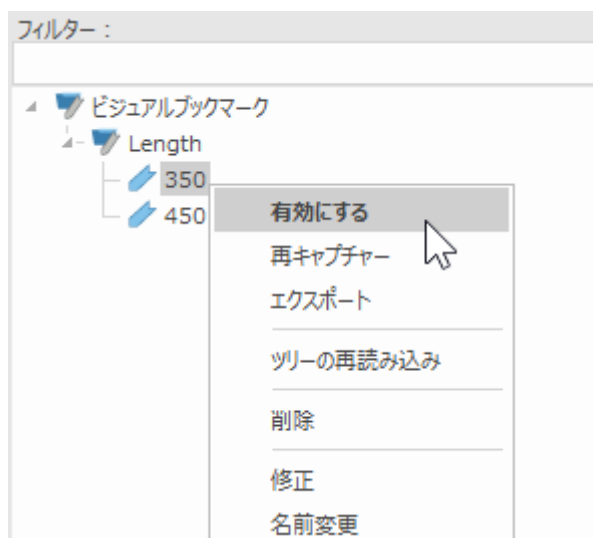 フィルター：
ビジュアルブックマーク
Length
350
450
有効にする
再キャプチャー
エクスポート
ツリーの再読み込み
削除
修正
名前変更